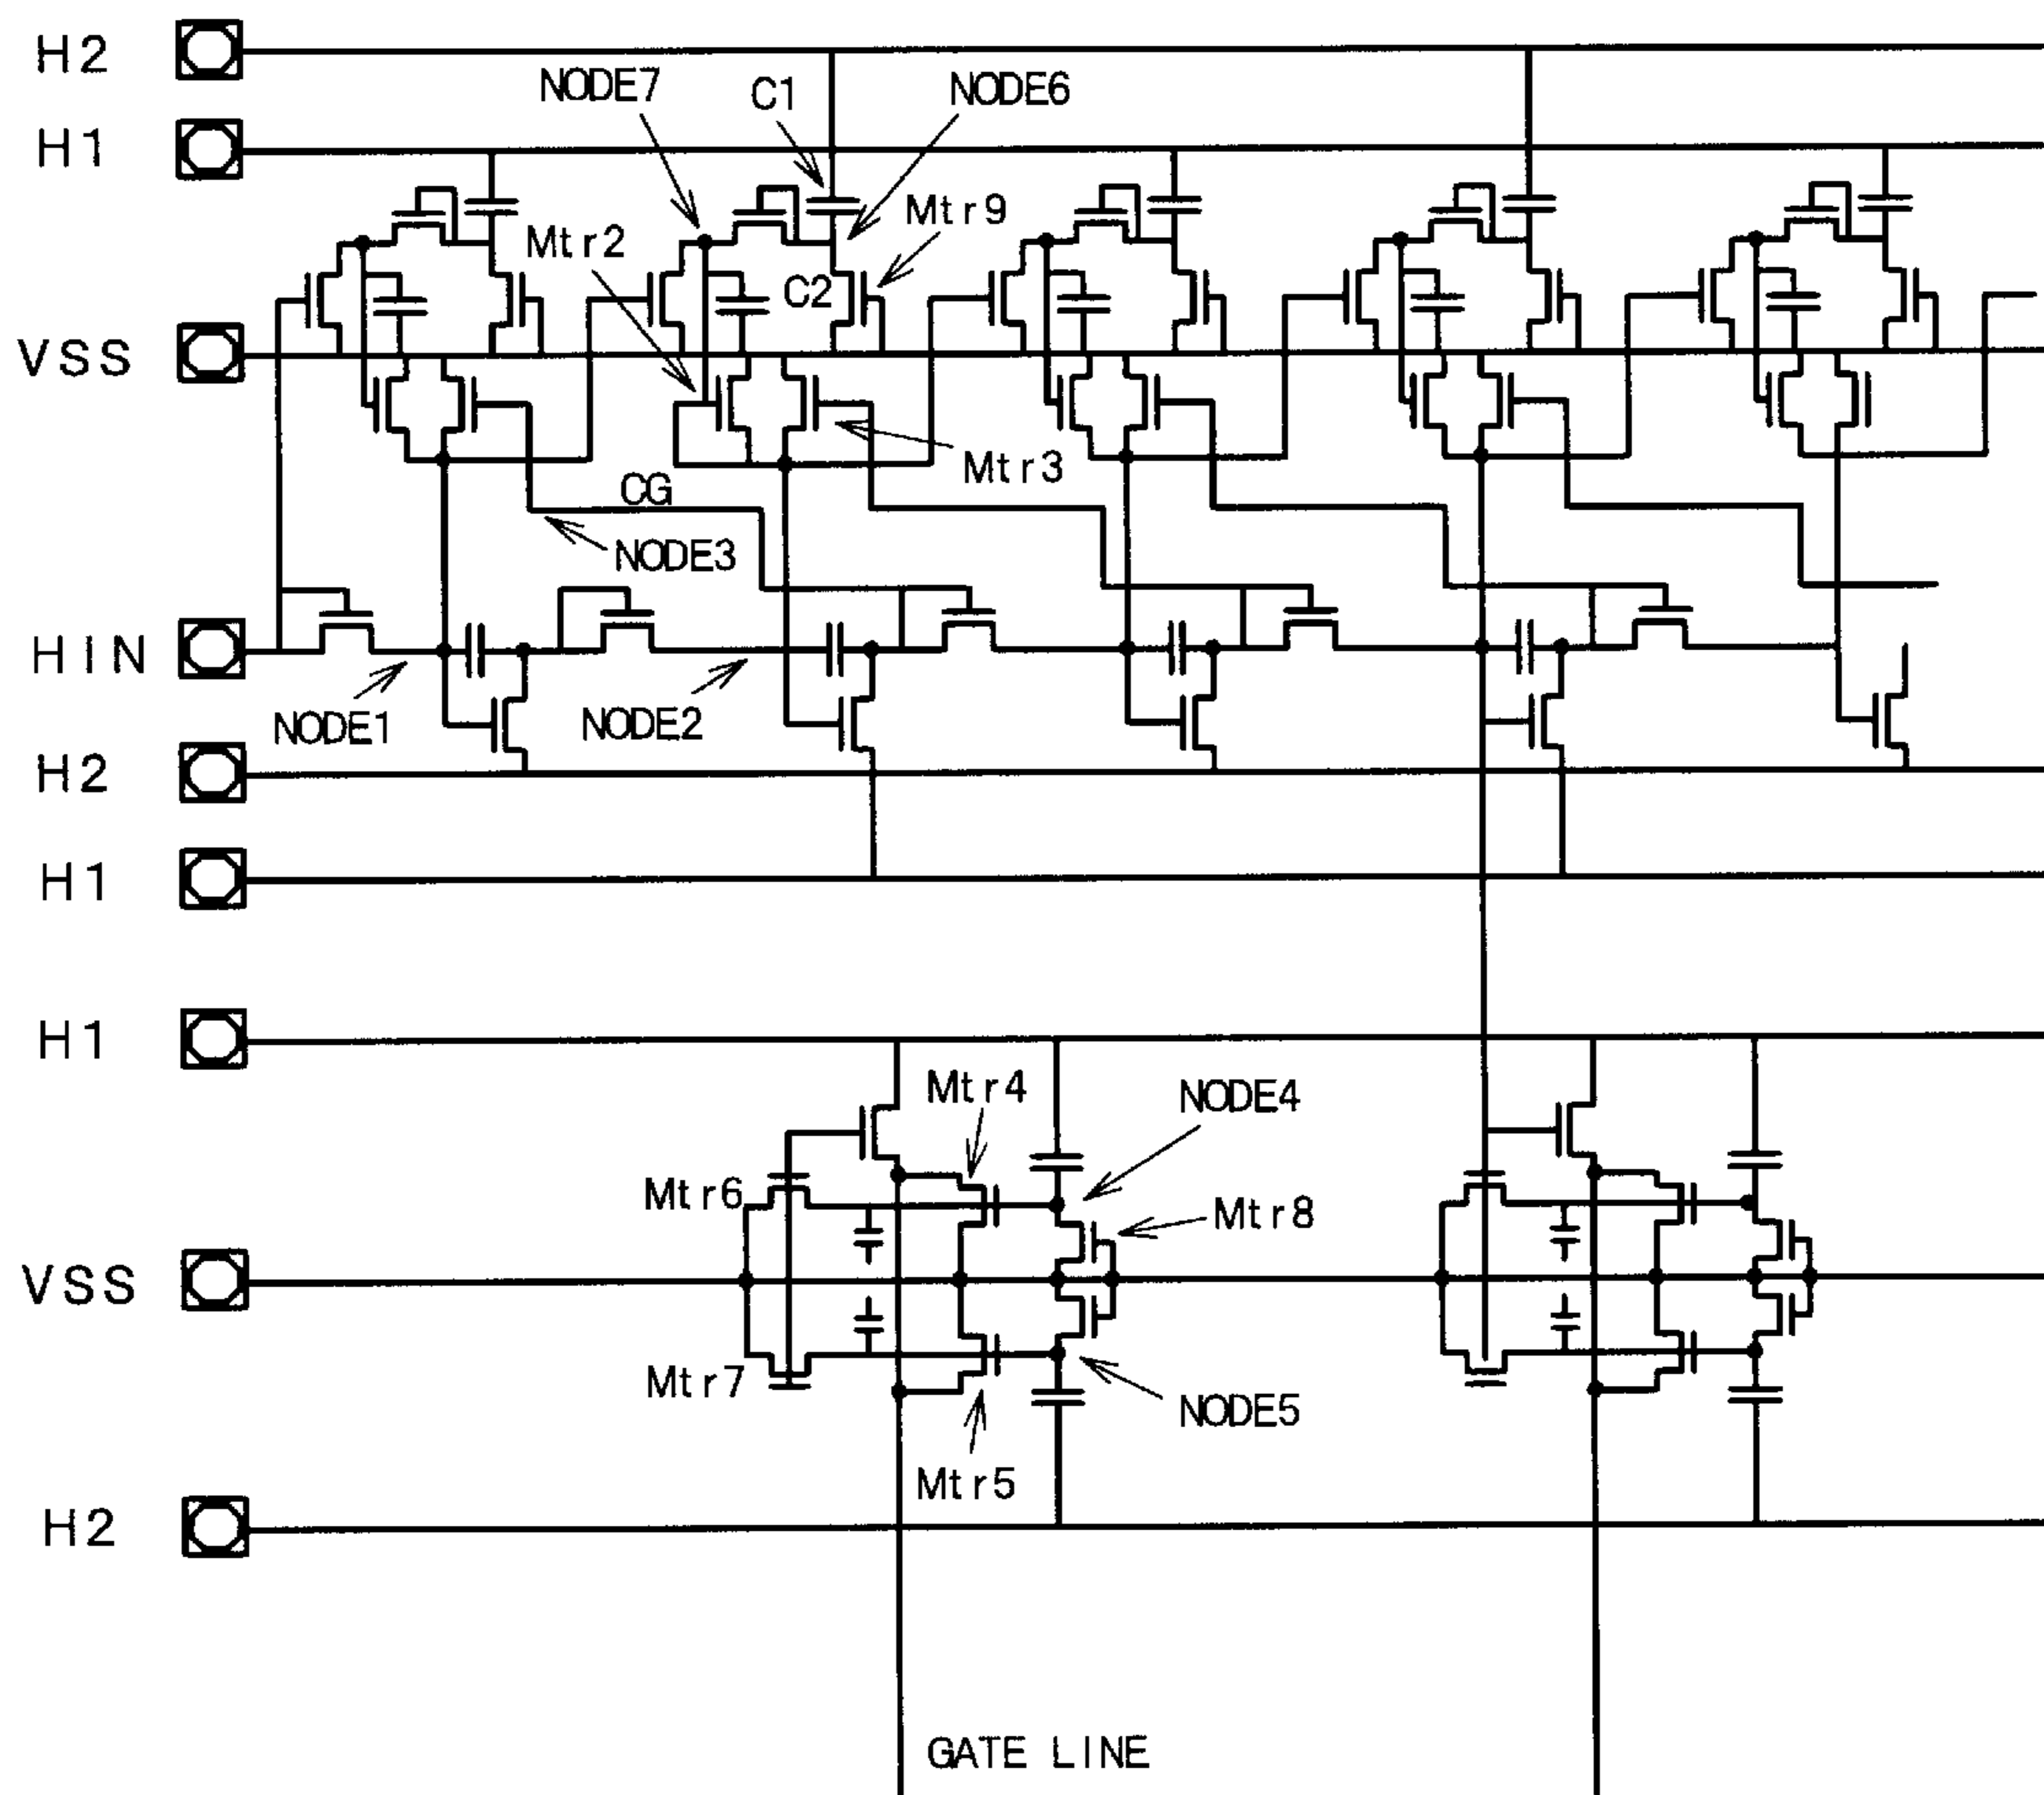 H2
NODE7
C1
NODE6
H1
Mtr9
Mtr2
C2
VSS
Mtr3
CG
NODE3
HIN
NODE1
NODE2
H2
H1
H1
Mtr4
NODE4
Mtr6
Mtr8
VSS
Mtr7
NODE5
Mtr5
H2
GATE LINE